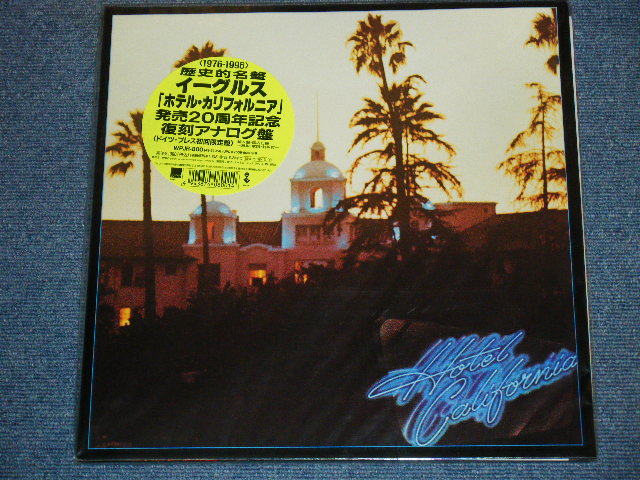 〈1976-1996〉
歴史的名盤
イーグルス
「ホテル・カリフォルニア」
発売20周年記念
復刻アナログ盤
〈ドイツ・プレス初回限定盤〉
Hotel
California